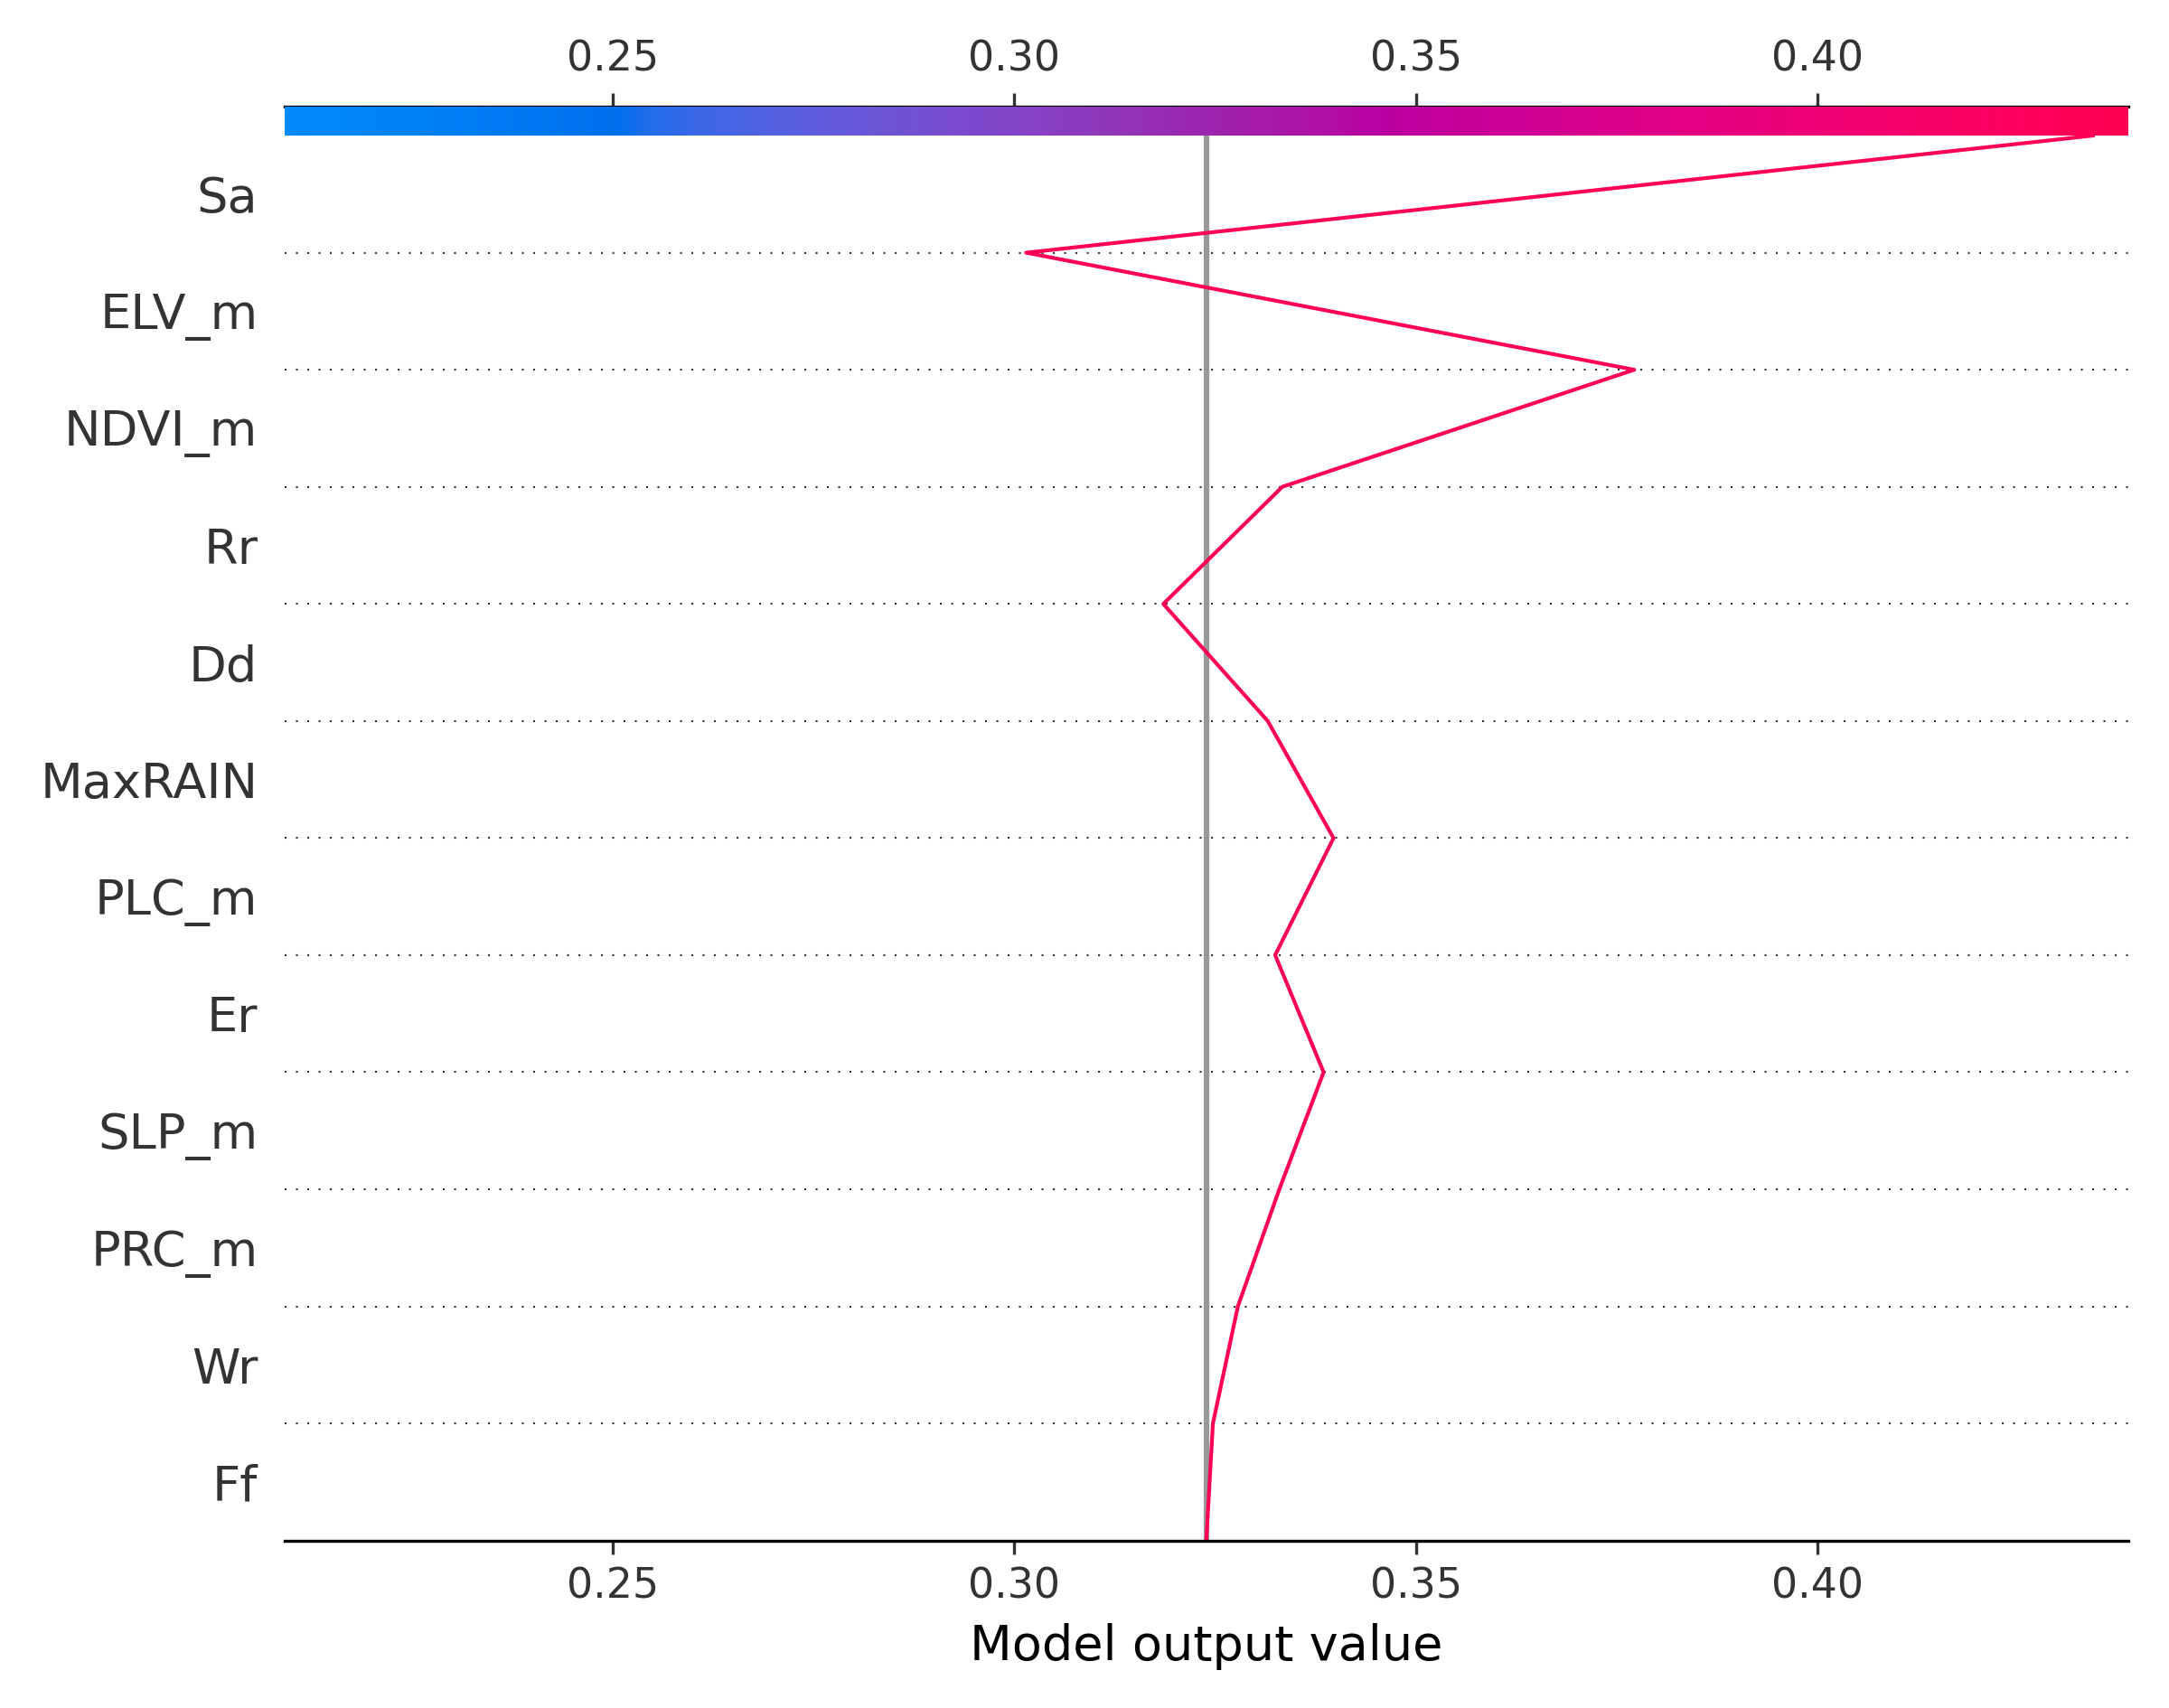 0.25 0.30 0.35 0.40
Sa
ELV_m
NDVI_m
Rr
Dd
MaxRAIN
PLC_m
Er
SLP_m
PRC_m
Wr
Ff
0.25 0.30 0.35 0.40
Model output value